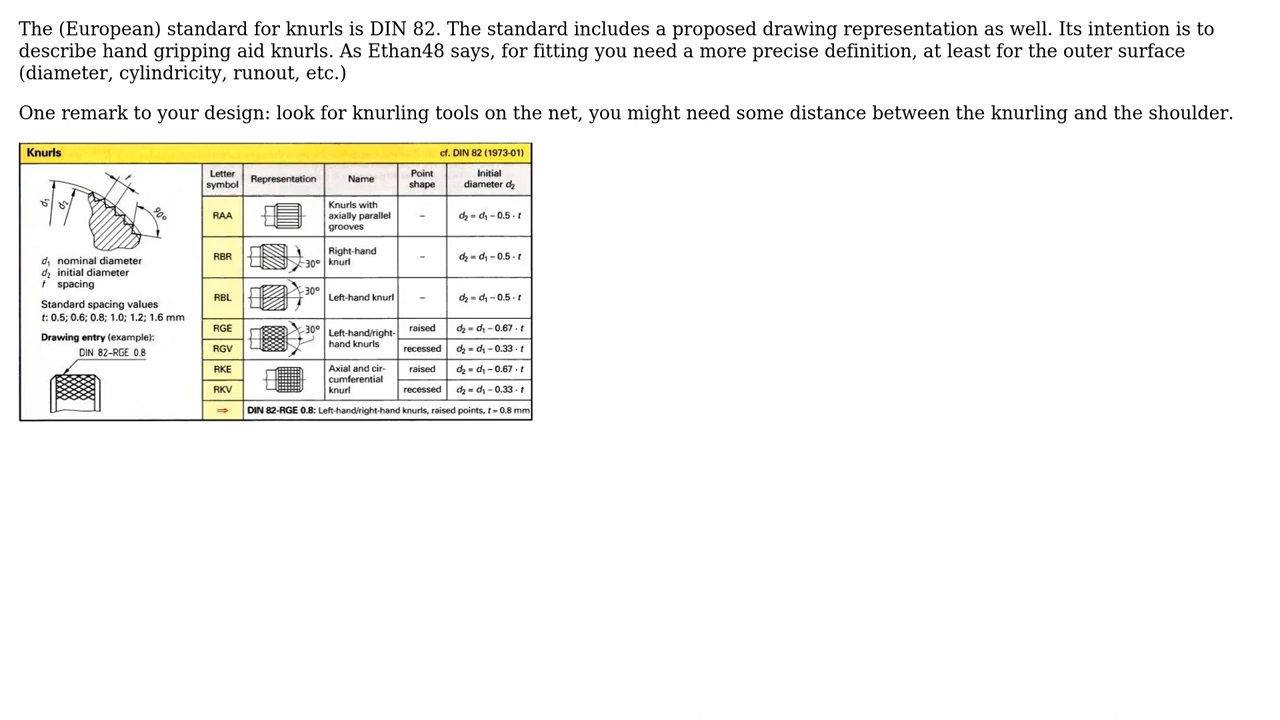 The (European) standard for knurls is DIN 82. The standard includes a proposed drawing representation as well. Its intention is to
describe hand gripping aid knurls. As Ethan48 says, for fitting you need a more precise definition, at least for the outer surface
(diameter, cylindricity, runout, etc.)
One remark to your design: look for knurling tools on the net, you might need some distance between the knurling and the shoulder.
Knurls cf. DIN 82 (1973-01)
t
d₁
d₂
90°
d₁ nominal diameter
d₂ initial diameter
t spacing
Standard spacing values
t: 0.5; 0.6; 0.8; 1.0; 1.2; 1.6 mm
Drawing entry (example):
DIN 82-RGE 0.8
Letter symbol Representation Name Point shape Initial diameter d₂
RAA Knurls with axially parallel grooves – d₂ = d₁ – 0.5 · t
RBR 30° Right-hand knurl – d₂ = d₁ – 0.5 · t
RBL 30° Left-hand knurl – d₂ = d₁ – 0.5 · t
RGE 30° Left-hand/right-hand knurls raised d₂ = d₁ – 0.67 · t
RGV recessed d₂ = d₁ – 0.33 · t
RKE Axial and circumferential knurl raised d₂ = d₁ – 0.67 · t
RKV recessed d₂ = d₁ – 0.33 · t
⇒ DIN 82-RGE 0.8: Left-hand/right-hand knurls, raised points, t = 0.8 mm